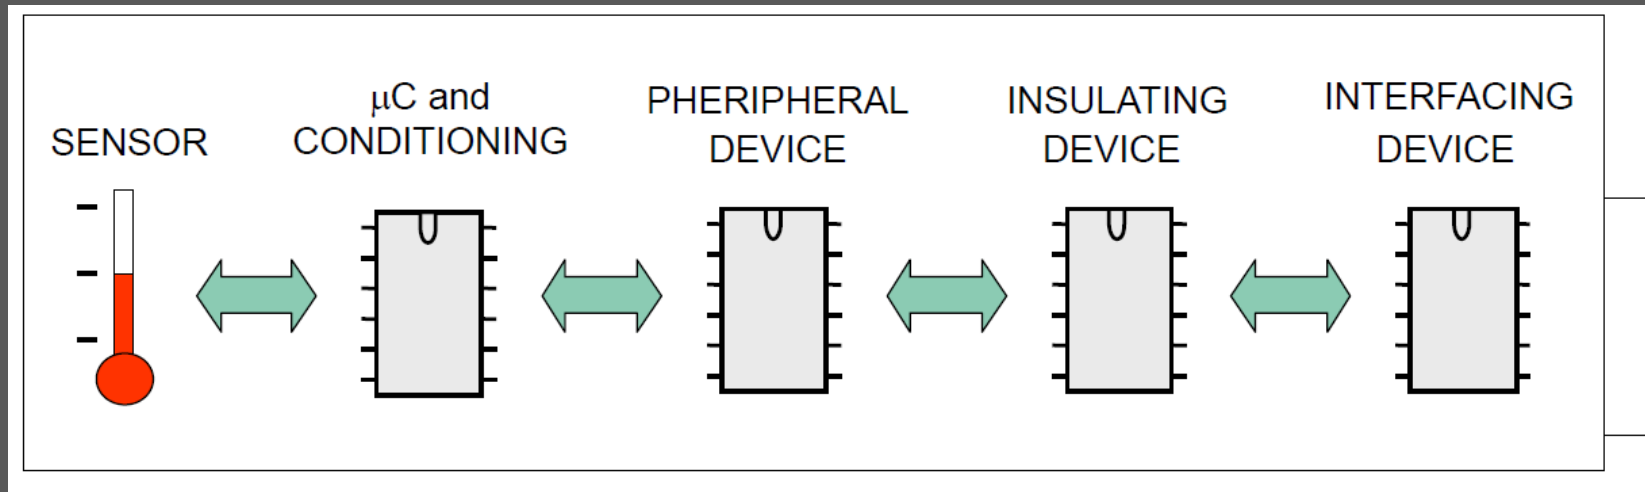 SENSOR
μC and
CONDITIONING
PHERIPHERAL
DEVICE
INSULATING
DEVICE
INTERFACING
DEVICE